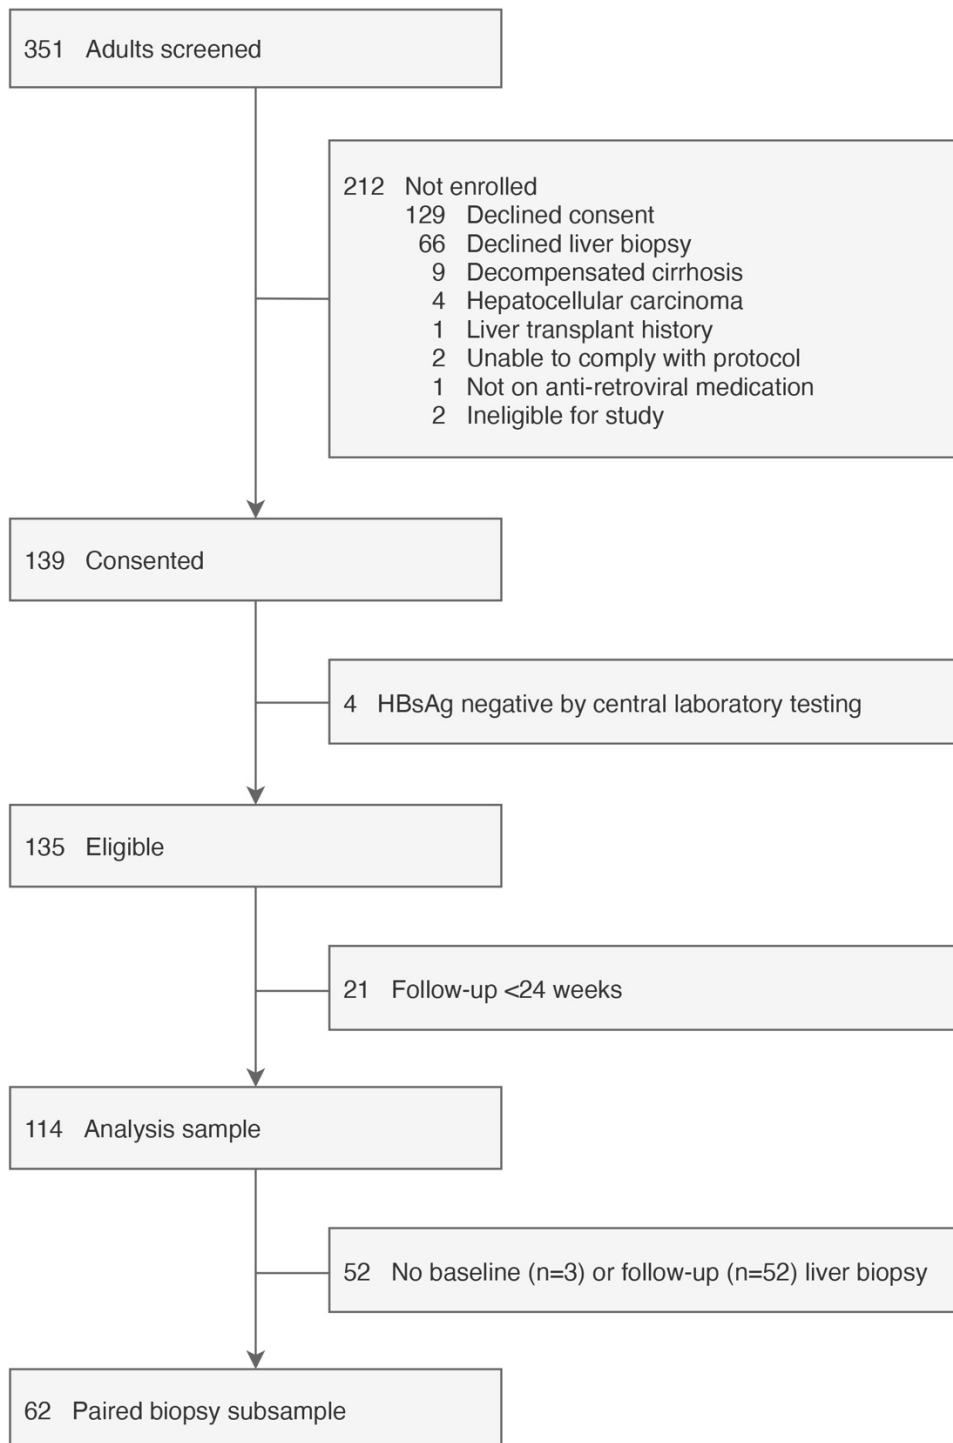 351 Adults screened
212 Not enrolled
129 Declined consent
66 Declined liver biopsy
9 Decompensated cirrhosis
4 Hepatocellular carcinoma
1 Liver transplant history
2 Unable to comply with protocol
1 Not on anti-retroviral medication
2 Ineligible for study
139 Consented
4 HBsAg negative by central laboratory testing
135 Eligible
21 Follow-up <24 weeks
114 Analysis sample
52 No baseline (n=3) or follow-up (n=52) liver biopsy
62 Paired biopsy subsample